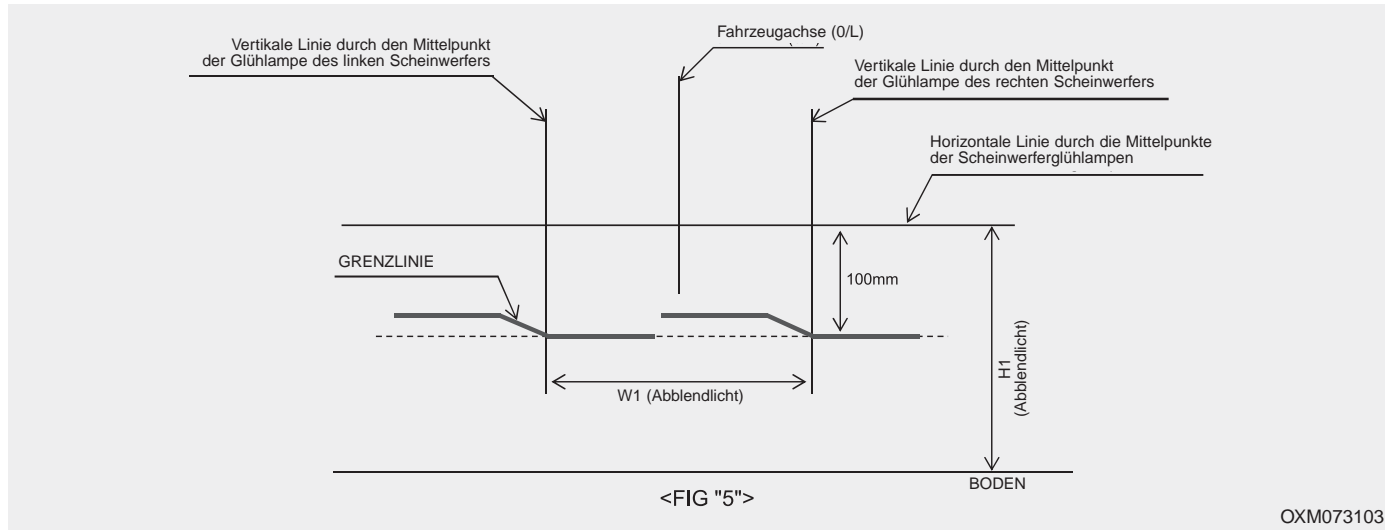 Fahrzeugachse (0/L)
Vertikale Linie durch den Mittelpunkt
der Glühlampe des linken Scheinwerfers
Vertikale Linie durch den Mittelpunkt
der Glühlampe des rechten Scheinwerfers
Horizontale Linie durch die Mittelpunkte
der Scheinwerferglühlampen
GRENZLINIE
100mm
W1 (Abblendlicht)
H1
(Abblendlicht)
BODEN
<FIG "5">
OXM073103